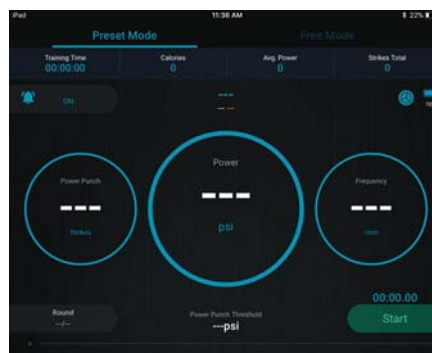 iPad 11:36 AM 22%
Preset Mode Free Mode
Training Time Calories Avg. Power Strikes Total
00:00:00 0 0 0
ON
---
-- --
Power
Power Punch Frequency
--- --- ---
Strikes psi /min
00:00.00
Round Power Punch Threshold Start
--/-- ---psi